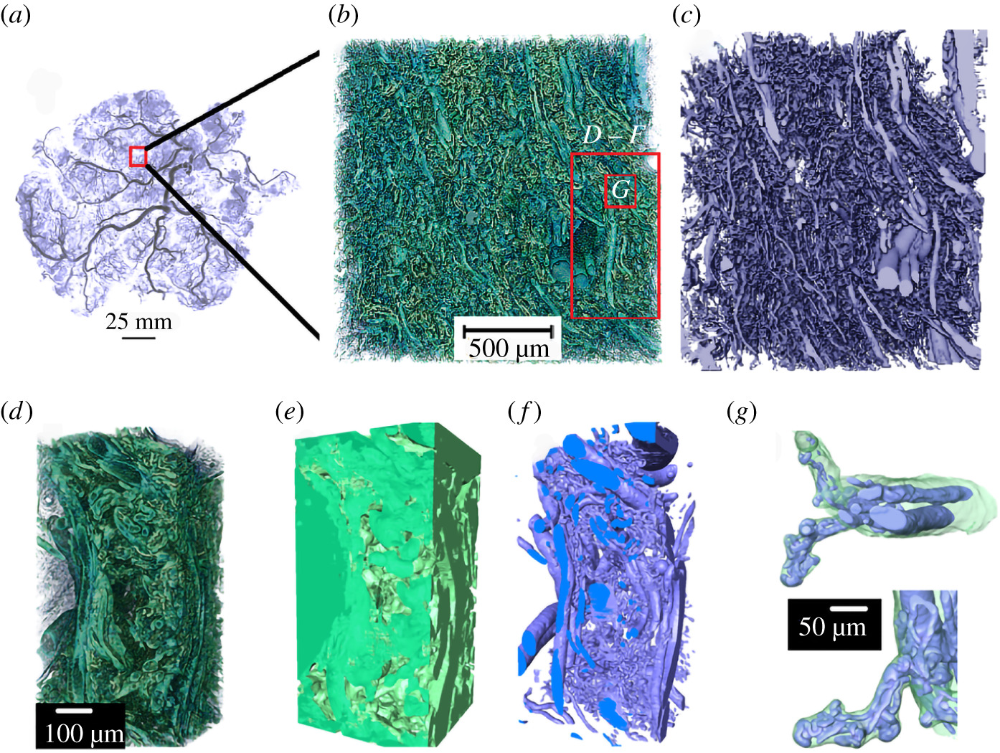 (a)
(b)
(c)
D – F
G
25 mm
500 µm
(d)
(e)
(f)
(g)
50 µm
100 µm